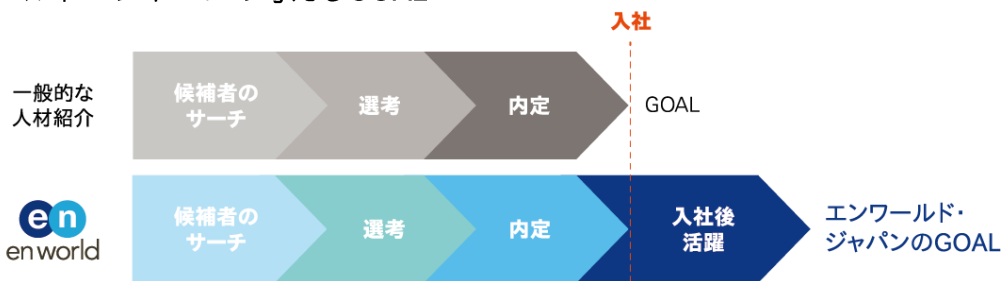 GOAL
入社
一般的な
人材紹介
候補者の
サーチ
選考
内定
GOAL
en
en world
候補者の
サーチ
選考
内定
入社後
活躍
エンワールド・
ジャパンのGOAL